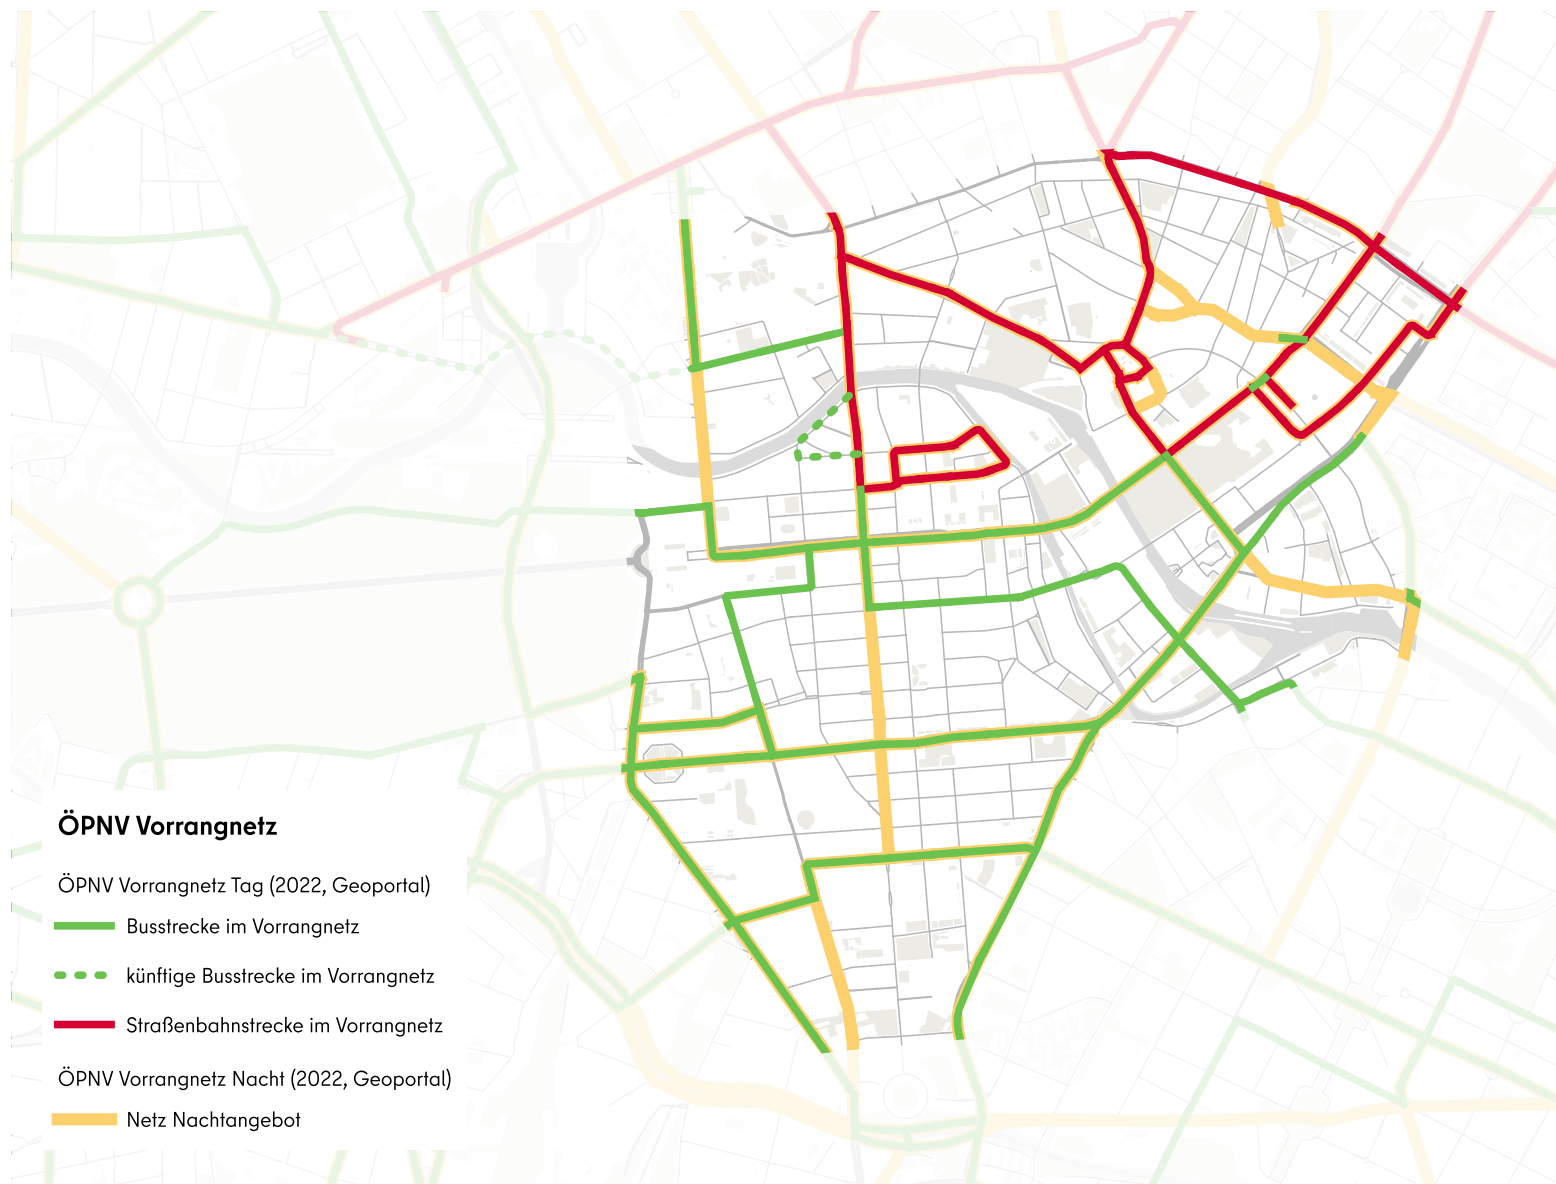 ÖPNV Vorrangnetz
ÖPNV Vorrangnetz Tag (2022, Geoportal)
Busstrecke im Vorrangnetz
künftige Busstrecke im Vorrangnetz
Straßenbahnstrecke im Vorrangnetz
ÖPNV Vorrangnetz Nacht (2022, Geoportal)
Netz Nachtangebot